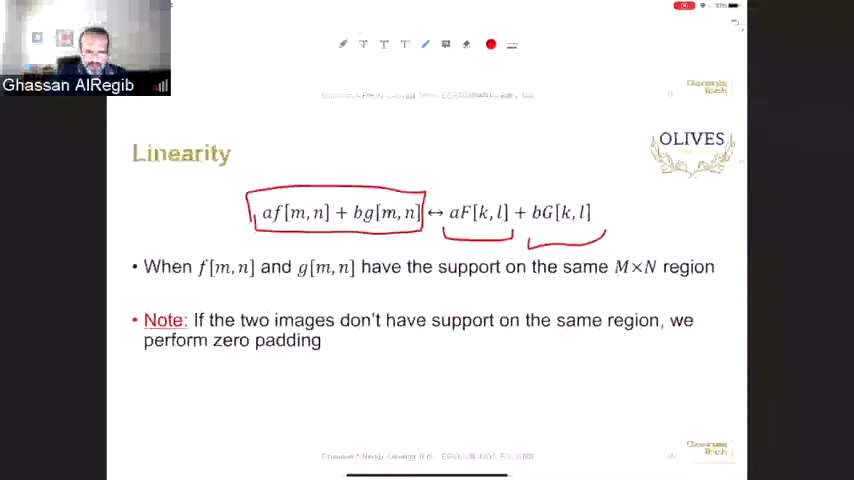 Ghassan AlRegib
Linearity
OLIVES
af[m, n] + bg[m, n] ↔ aF[k, l] + bG[k, l]
• When f[m, n] and g[m, n] have the support on the same M×N region
• Note: If the two images don't have support on the same region, we
perform zero padding